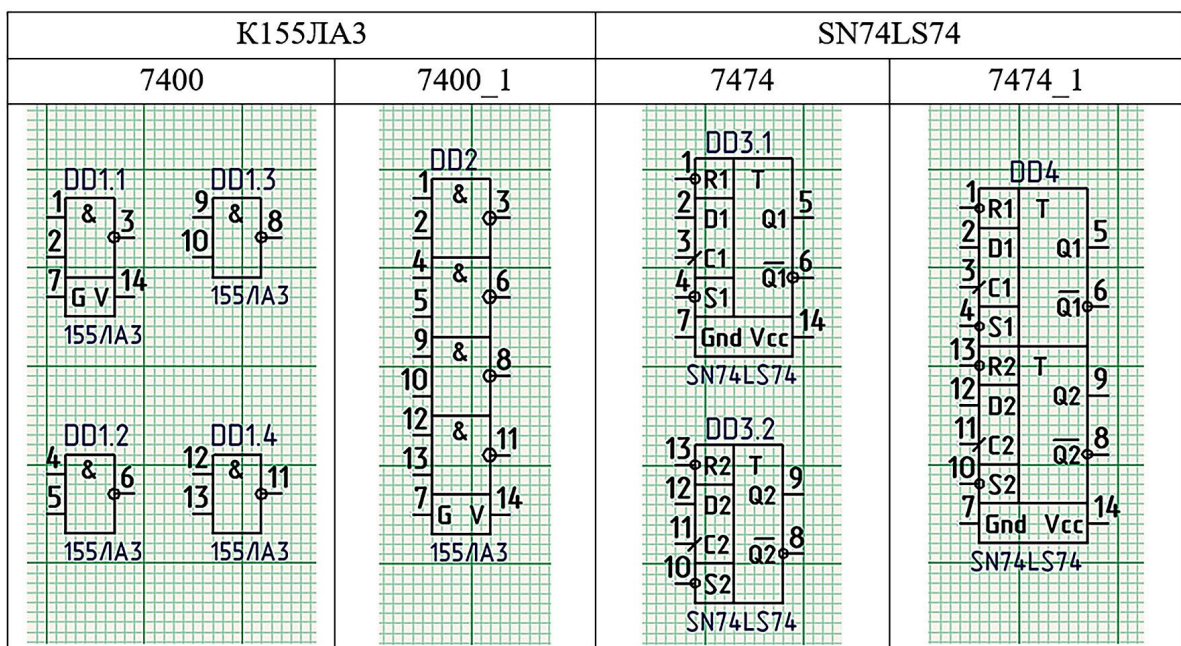 К155ЛА3
SN74LS74
7400
7400_1
7474
7474_1
DD1.1
1
&
3
2
7
G V
14
155ЛА3
DD1.3
9
&
8
10
155ЛА3
DD1.2
4
&
6
5
155ЛА3
DD1.4
12
&
11
13
155ЛА3
DD2
1
&
3
2
4
&
6
5
9
&
8
10
12
&
11
13
7
G V
14
155ЛА3
DD3.1
1
R1 T
2
D1
Q1
5
3
C1
Q̅1̅
6
4
S1
7
Gnd Vcc
14
SN74LS74
DD3.2
13
R2 T
12
D2
Q2
9
11
C2
Q̅2̅
8
10
S2
SN74LS74
DD4
1
R1 T
2
D1
Q1
5
3
C1
Q̅1̅
6
4
S1
13
R2 T
12
D2
Q2
9
11
C2
Q̅2̅
8
10
S2
7
Gnd Vcc
14
SN74LS74